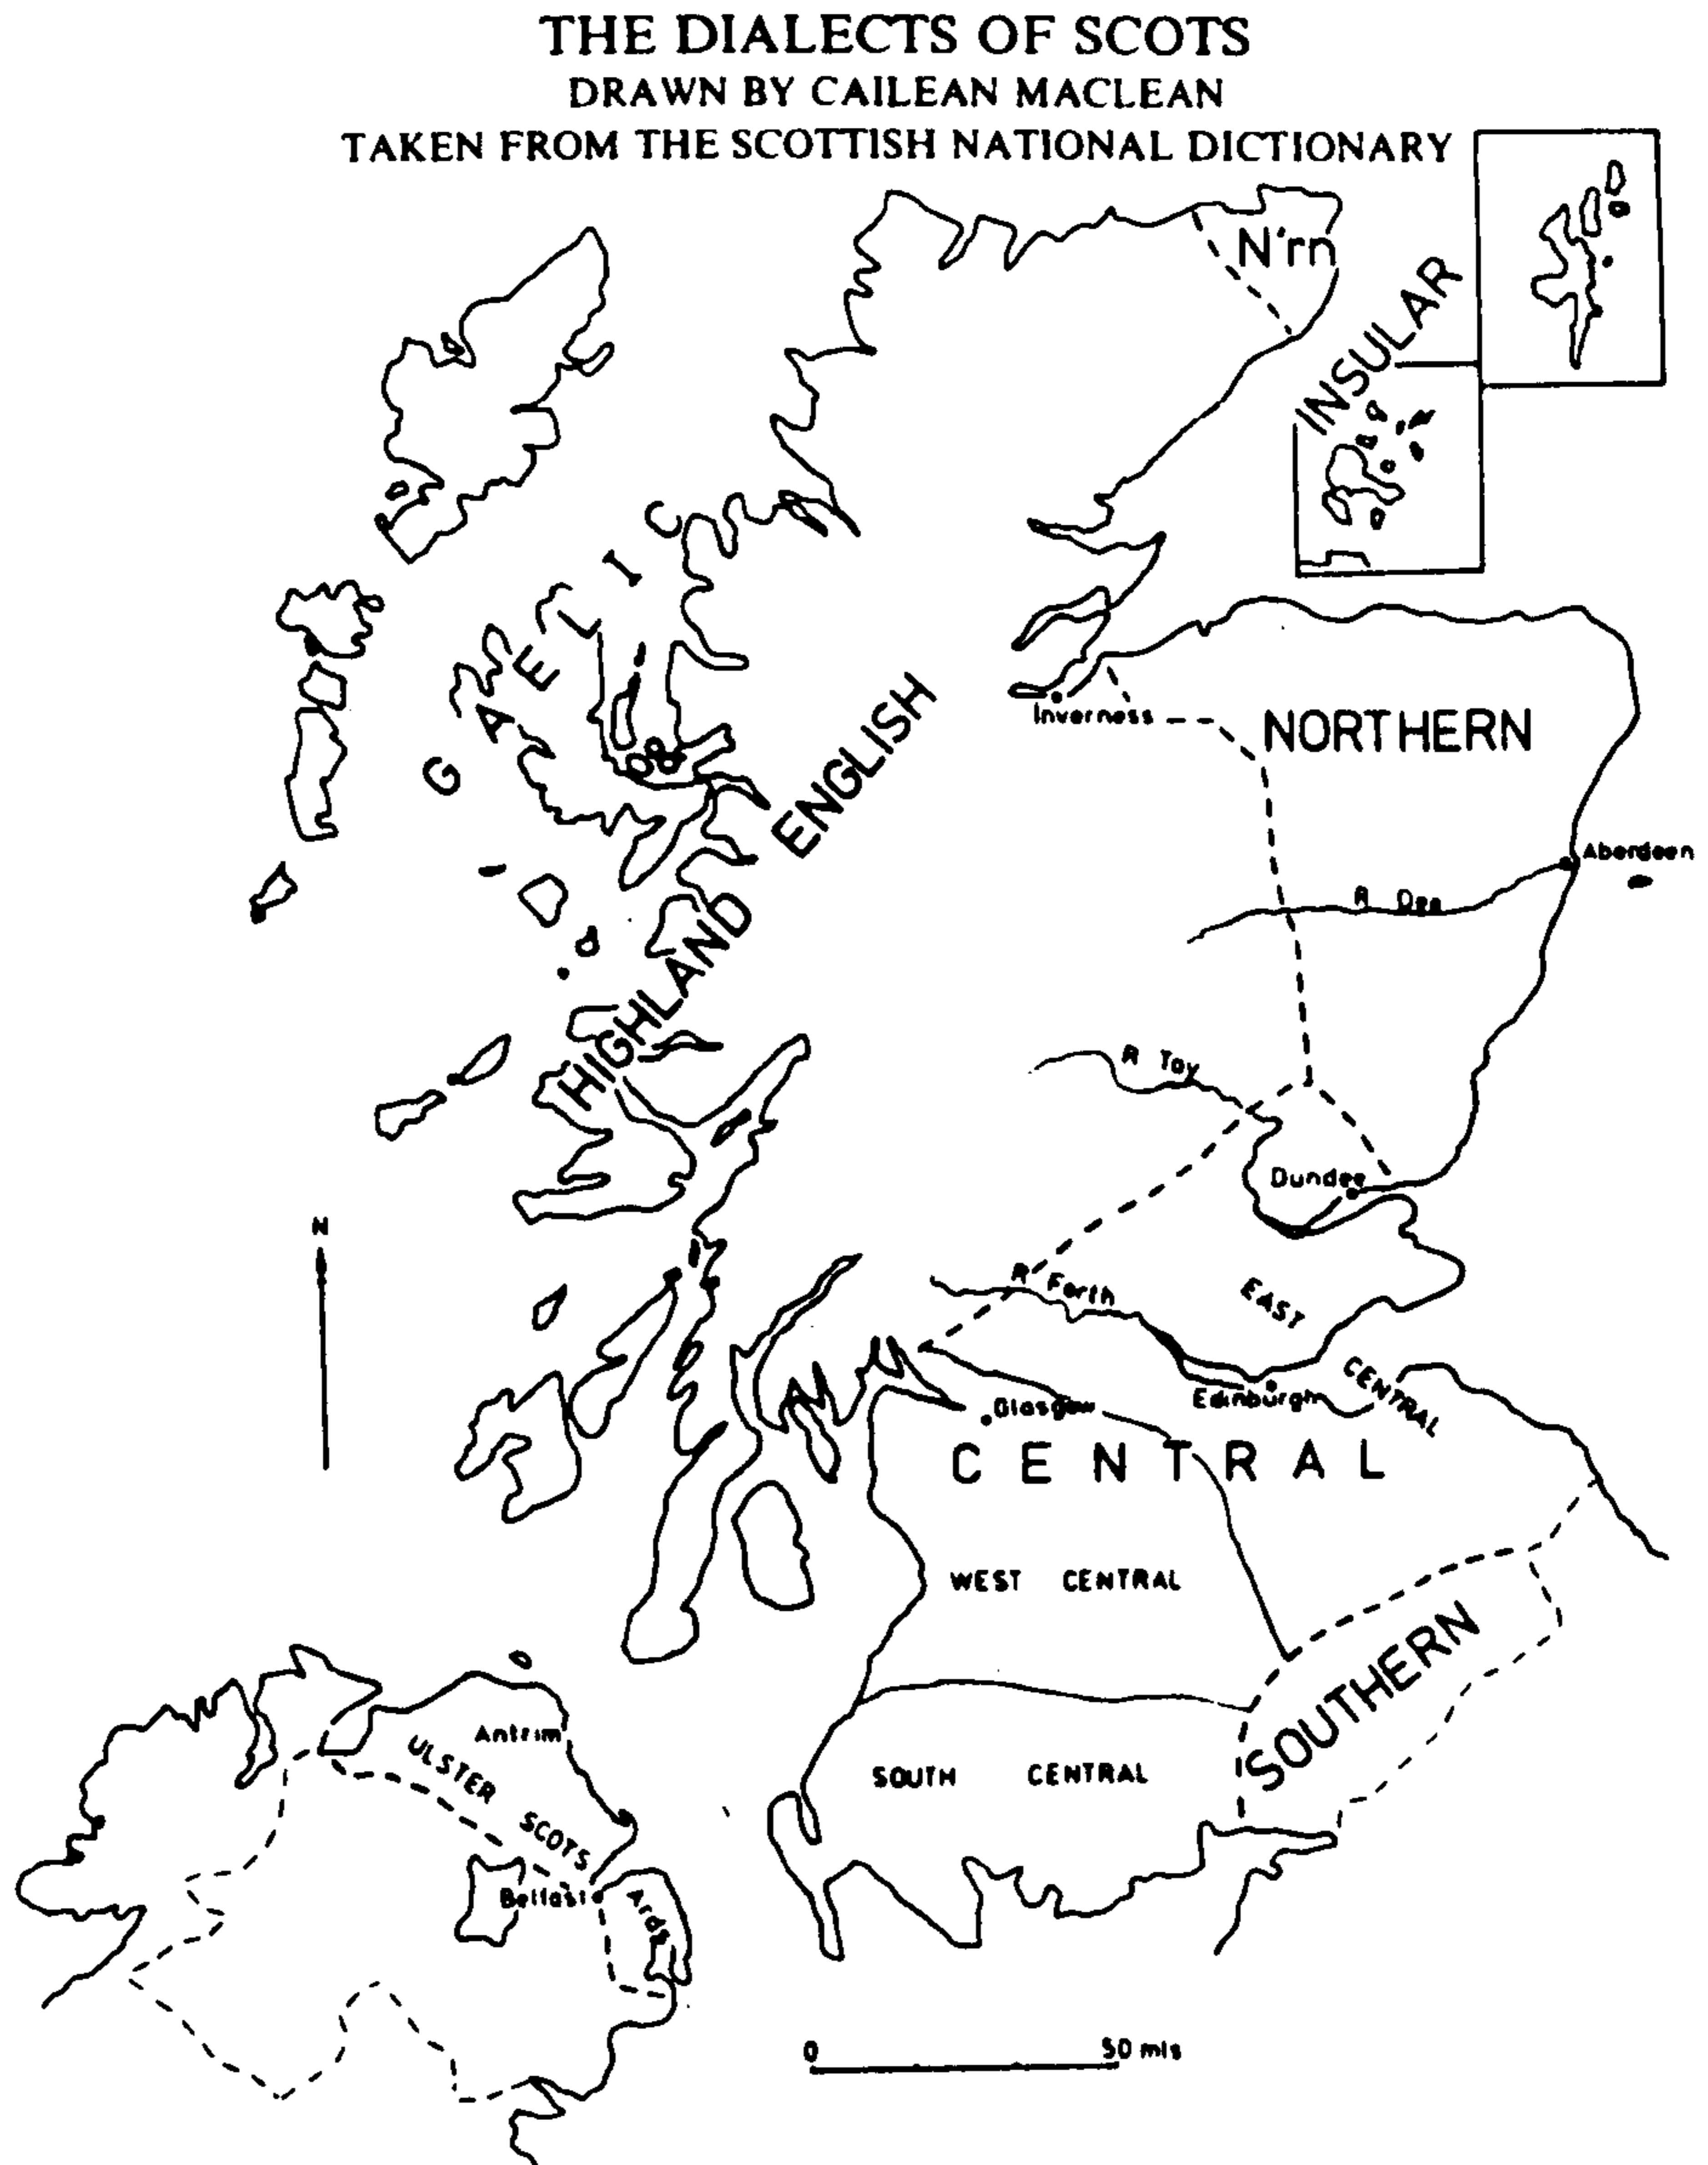 THE DIALECTS OF SCOTS
DRAWN BY CAILEAN MACLEAN
TAKEN FROM THE SCOTTISH NATIONAL DICTIONARY
N'rn
INSULAR
GAELIC
Inverness
NORTHERN
HIGHLAND ENGLISH
Aberdeen
R Dee
R Tay
Dundee
N
R Forth
EAST CENTRAL
Glasgow
Edinburgh
CENTRAL
WEST CENTRAL
SOUTHERN
Antrim
ULSTER SCOTS
SOUTH CENTRAL
Belfast
Ards
0 50 mls